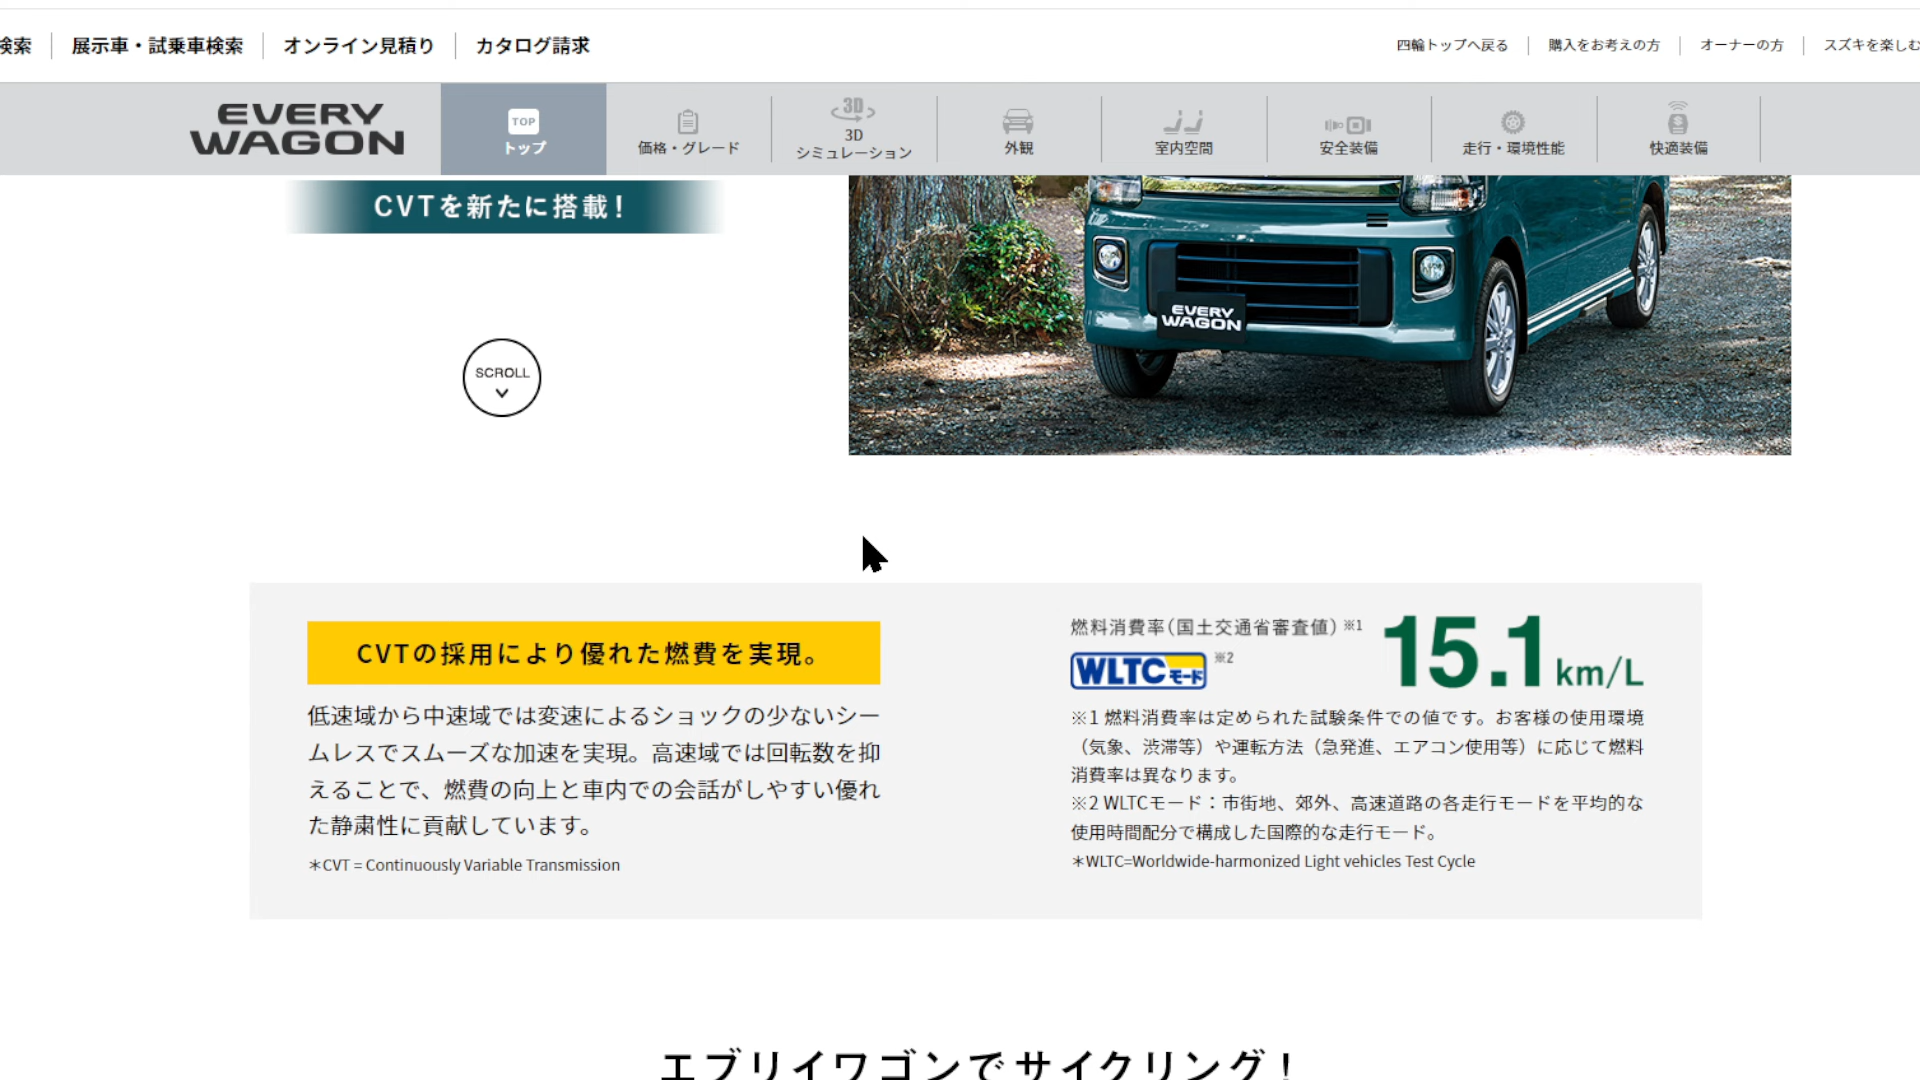 検索
展示車・試乗車検索
オンライン見積り
カタログ請求
四輪トップへ戻る
購入をお考えの方
オーナーの方
スズキを楽しむ
EVERY
WAGON
TOP
トップ
価格・グレード
3D
3D
シミュレーション
外観
室内空間
安全装備
走行・環境性能
快適装備
CVTを新たに搭載！
EVERY
WAGON
SCROLL
CVTの採用により優れた燃費を実現。
低速域から中速域では変速によるショックの少ないシー
ムレスでスムーズな加速を実現。高速域では回転数を抑
えることで、燃費の向上と車内での会話がしやすい優れ
た静粛性に貢献しています。
＊CVT = Continuously Variable Transmission
燃料消費率（国土交通省審査値）※1
WLTCモード ※2
15.1km/L
※1 燃料消費率は定められた試験条件での値です。お客様の使用環境
（気象、渋滞等）や運転方法（急発進、エアコン使用等）に応じて燃料
消費率は異なります。
※2 WLTCモード：市街地、郊外、高速道路の各走行モードを平均的な
使用時間配分で構成した国際的な走行モード。
＊WLTC=Worldwide-harmonized Light vehicles Test Cycle
エブリイワゴンでサイクリング！